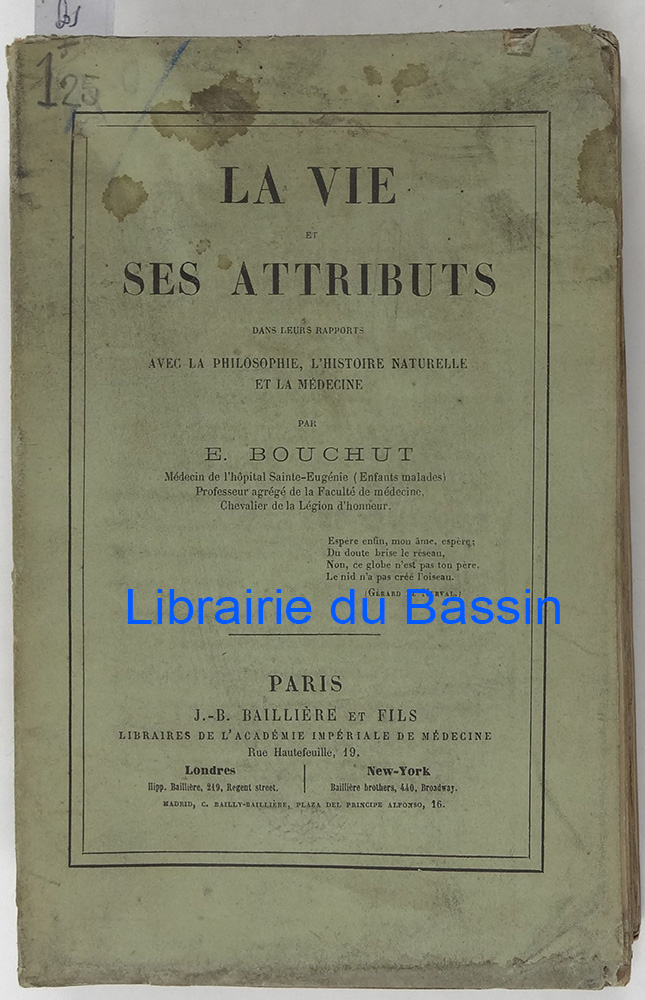 1
25
LA VIE
ET
SES ATTRIBUTS
DANS LEURS RAPPORTS
AVEC LA PHILOSOPHIE, L'HISTOIRE NATURELLE
ET LA MÉDECINE
PAR
E. BOUCHUT
Médecin de l'hôpital Sainte-Eugénie (Enfants malades)
Professeur agrégé de la Faculté de médecine,
Chevalier de la Légion d'honneur.
Espere enfin, mon âme, espère;
Du doute brise le réseau,
Non, ce globe n'est pas ton père,
Le nid n'a pas créé l'oiseau.
(GÉRARD NERVAL.)
Librairie du Bassin
PARIS
J.-B. BAILLIÈRE ET FILS
LIBRAIRES DE L'ACADÉMIE IMPÉRIALE DE MÉDECINE
Rue Hautefeuille, 19.
Londres
Hipp. Baillière, 219, Regent street.
New-York
Baillière brothers, 440, Broadway.
MADRID, C. BAILLY-BAILLIÈRE, PLAZA DEL PRINCIPE ALFONSO, 16.